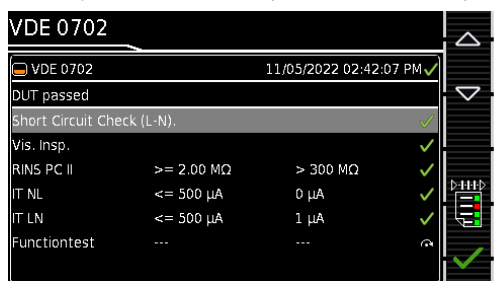 VDE 0702
VDE 0702 11/05/2022 02:42:07 PM
DUT passed
Short Circuit Check (L-N).
Vis. Insp.
RINS PC II >= 2.00 MΩ > 300 MΩ
IT NL <= 500 µA 0 µA
IT LN <= 500 µA 1 µA
Functiontest --- ---